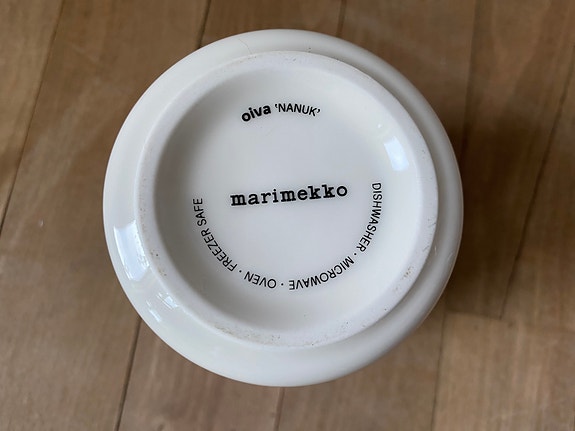 oiva 'NANUK'
marimekko
DISHWASHER · MICROWAVE · OVEN · FREEZER SAFE